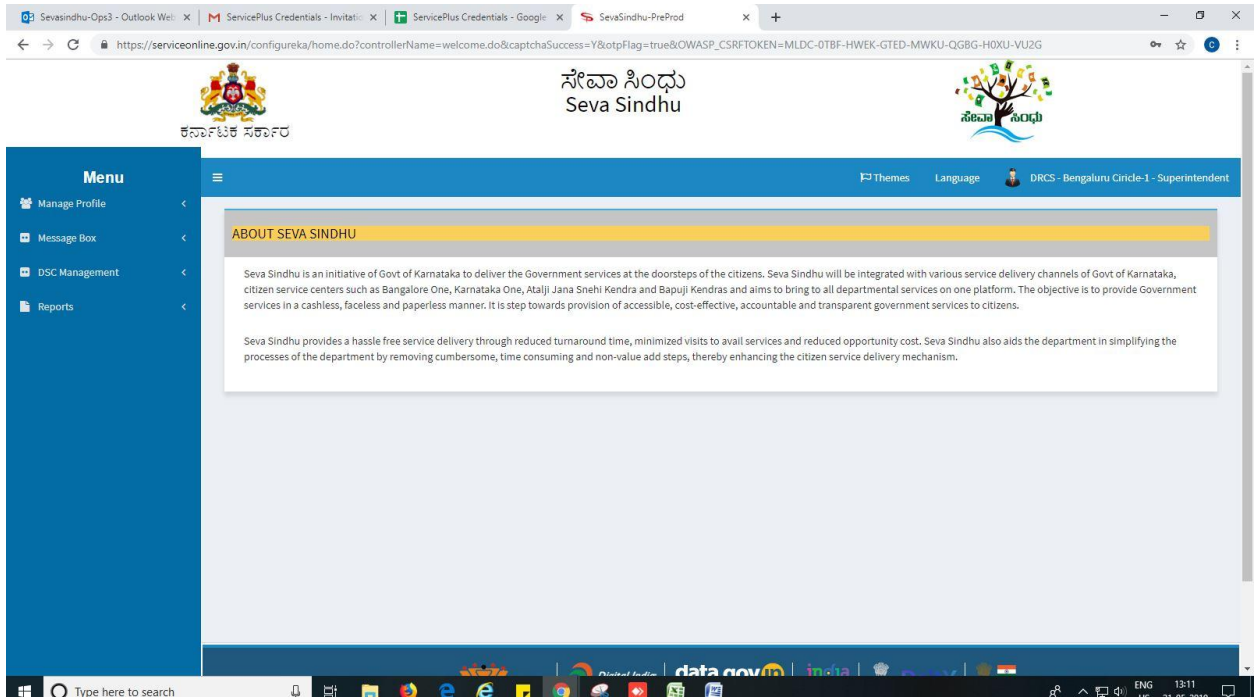 Sevasindhu-Ops3 - Outlook Web
ServicePlus Credentials - Invitatic
ServicePlus Credentials - Google
SevaSindhu-PreProd
https://serviceonline.gov.in/configureka/home.do?controllerName=welcome.do&captchaSuccess=Y&otpFlag=true&OWASP_CSRFTOKEN=MLDC-0TBF-HWEK-GTED-MWKU-QGBG-H0XU-VU2G
C
ಕರ್ನಾಟಕ ಸರ್ಕಾರ
ಸೇವಾ ಸಿಂಧು
Seva Sindhu
ಸೇವಾ ಸಿಂಧು
Menu
Themes
Language
DRCS - Bengaluru Ciricle-1 - Superintendent
Manage Profile
Message Box
DSC Management
Reports
ABOUT SEVA SINDHU
Seva Sindhu is an initiative of Govt of Karnataka to deliver the Government services at the doorsteps of the citizens. Seva Sindhu will be integrated with various service delivery channels of Govt of Karnataka,
citizen service centers such as Bangalore One, Karnataka One, Atalji Jana Snehi Kendra and Bapuji Kendras and aims to bring to all departmental services on one platform. The objective is to provide Government
services in a cashless, faceless and paperless manner. It is step towards provision of accessible, cost-effective, accountable and transparent government services to citizens.
Seva Sindhu provides a hassle free service delivery through reduced turnaround time, minimized visits to avail services and reduced opportunity cost. Seva Sindhu also aids the department in simplifying the
processes of the department by removing cumbersome, time consuming and non-value add steps, thereby enhancing the citizen service delivery mechanism.
Digital India
data.gov.in
india
Type here to search
ENG
13:11
US
21-05-2019